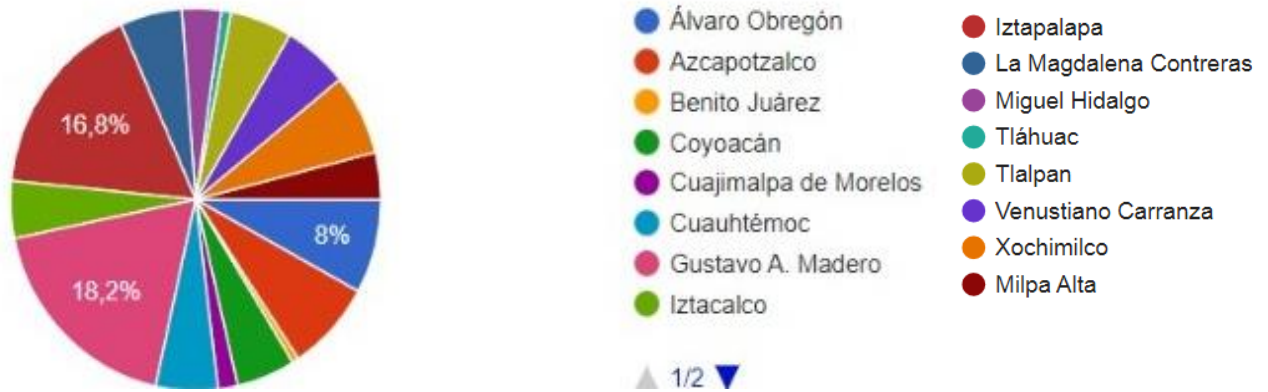 16,8%
8%
18,2%
Álvaro Obregón
Azcapotzalco
Benito Juárez
Coyoacán
Cuajimalpa de Morelos
Cuauhtémoc
Gustavo A. Madero
Iztacalco
1/2
Iztapalapa
La Magdalena Contreras
Miguel Hidalgo
Tláhuac
Tlalpan
Venustiano Carranza
Xochimilco
Milpa Alta